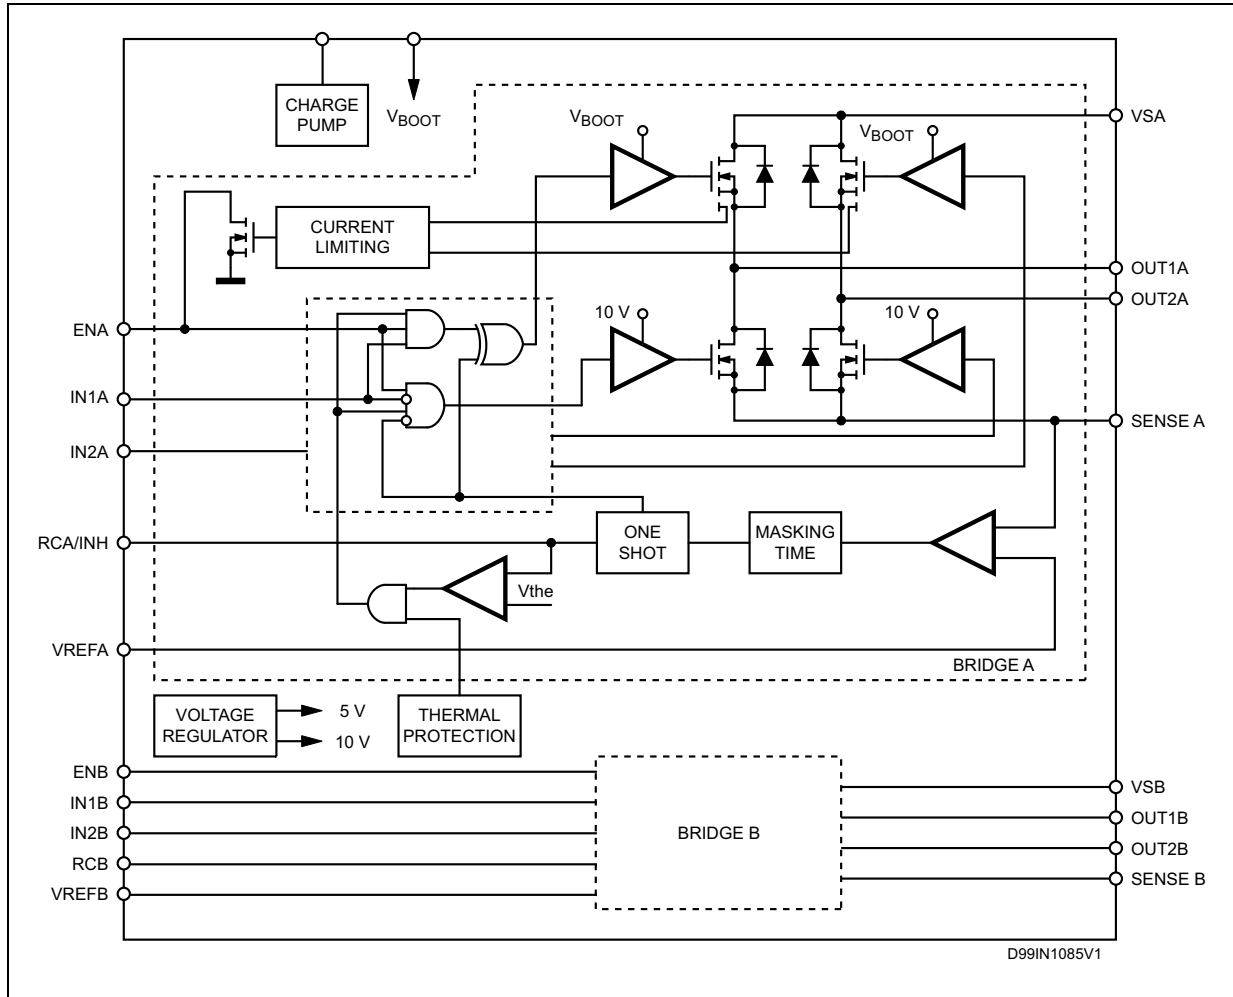 CHARGE
PUMP
VBOOT
VBOOT
VBOOT
VSA
CURRENT
LIMITING
OUT1A
OUT2A
ENA
10 V
10 V
IN1A
SENSE A
IN2A
RCA/INH
ONE
SHOT
MASKING
TIME
Vthe
VREFA
BRIDGE A
VOLTAGE
REGULATOR
5 V
10 V
THERMAL
PROTECTION
ENB
IN1B
IN2B
RCB
VREFB
BRIDGE B
VSB
OUT1B
OUT2B
SENSE B
D99IN1085V1